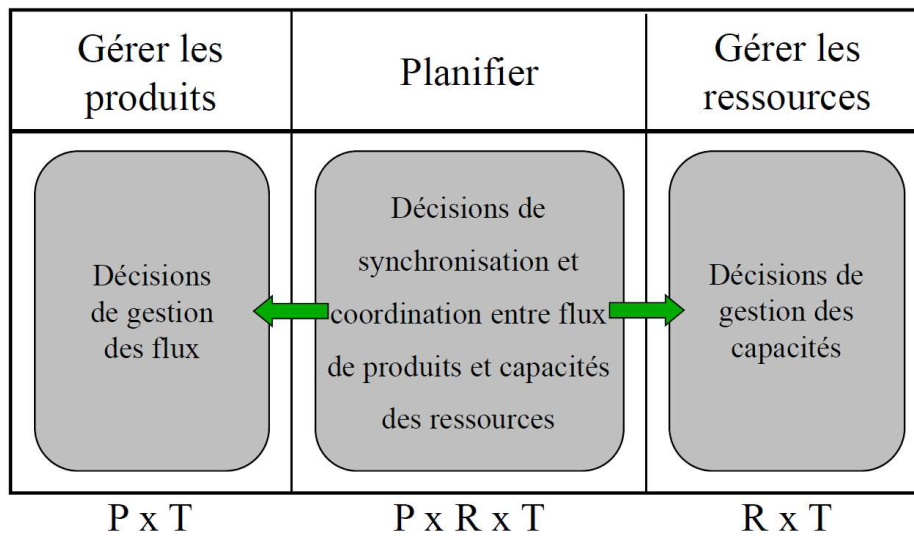 Gérer les
produits
Planifier
Gérer les
ressources
Décisions
de gestion
des flux
Décisions de
synchronisation et
coordination entre flux
de produits et capacités
des ressources
Décisions de
gestion des
capacités
P x T
P x R x T
R x T